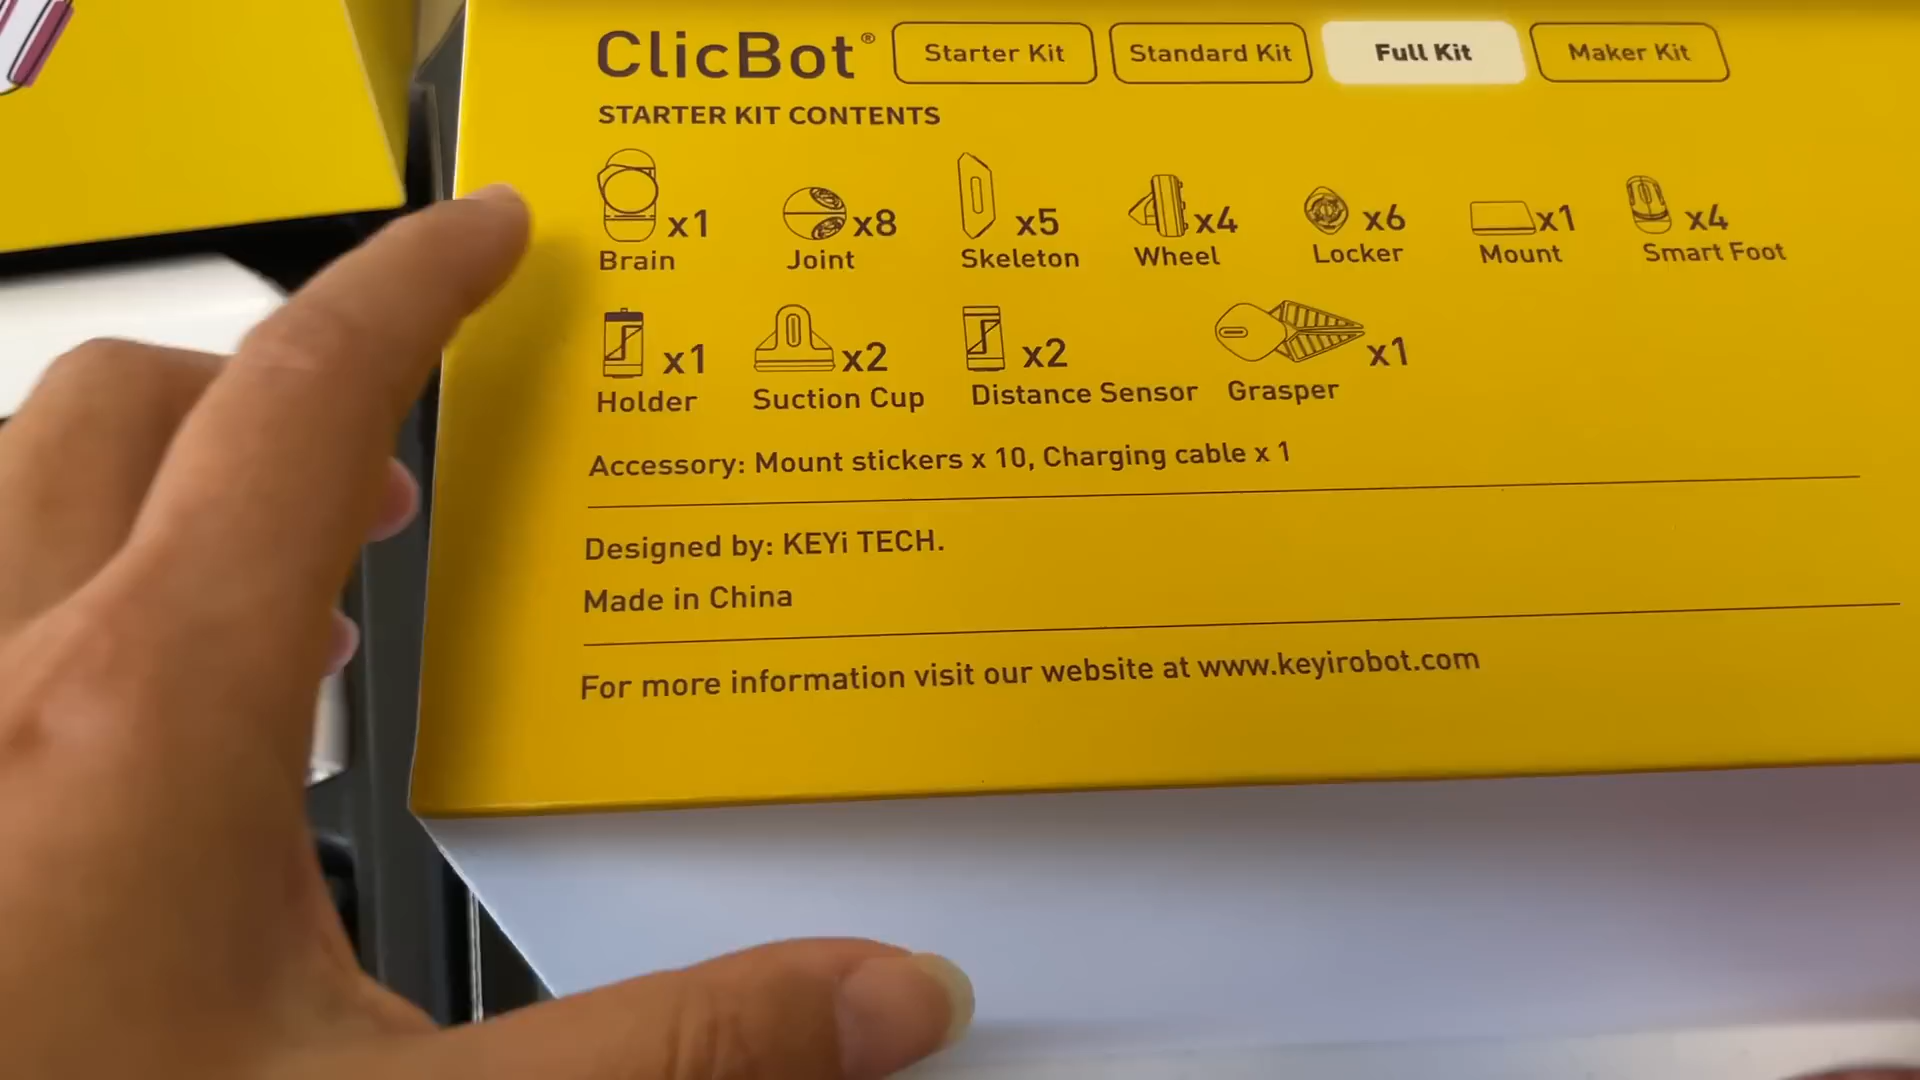 ClicBot® Starter Kit Standard Kit Full Kit Maker Kit
STARTER KIT CONTENTS
x1 x8 x5 x4 x6 x1 x4
Brain Joint Skeleton Wheel Locker Mount Smart Foot
x1 x2 x2 x1
Holder Suction Cup Distance Sensor Grasper
Accessory: Mount stickers x 10, Charging cable x 1
Designed by: KEYi TECH.
Made in China
For more information visit our website at www.keyirobot.com